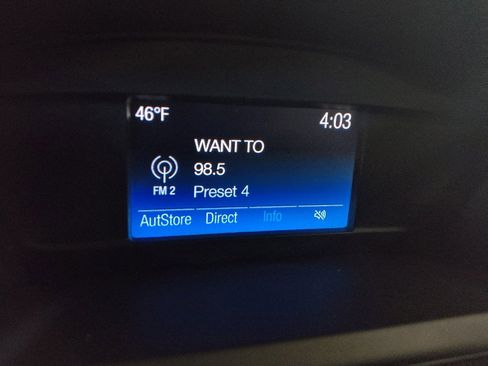 46°F 4:03
WANT TO
98.5
FM 2 Preset 4
AutStore Direct Info